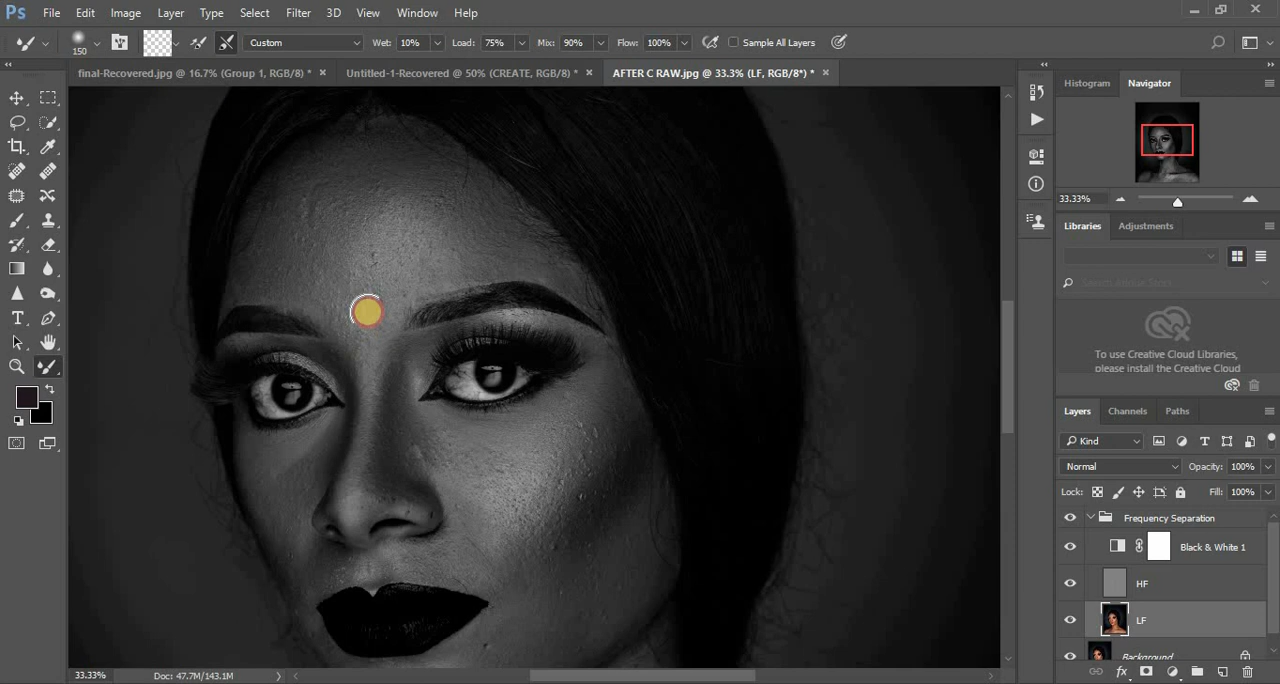 Ps File Edit Image Layer Type Select Filter 3D View Window Help
150 Custom Wet: 10% Load: 75% Mix: 90% Flow: 100% Sample All Layers
final-Recovered.jpg @ 16.7% (Group 1, RGB/8) * × Untitled-1-Recovered @ 50% (CREATE, RGB/8) * × AFTER C RAW.jpg @ 33.3% (LF, RGB/8*) * ×
Histogram Navigator
33.33%
Libraries Adjustments
Search Adobe Stock
To use Creative Cloud Libraries,
please install the Creative Cloud
Layers Channels Paths
Kind
Normal Opacity: 100%
Lock: Fill: 100%
Frequency Separation
Black & White 1
HF
LF
Background
33.33% Doc: 47.7M/143.1M